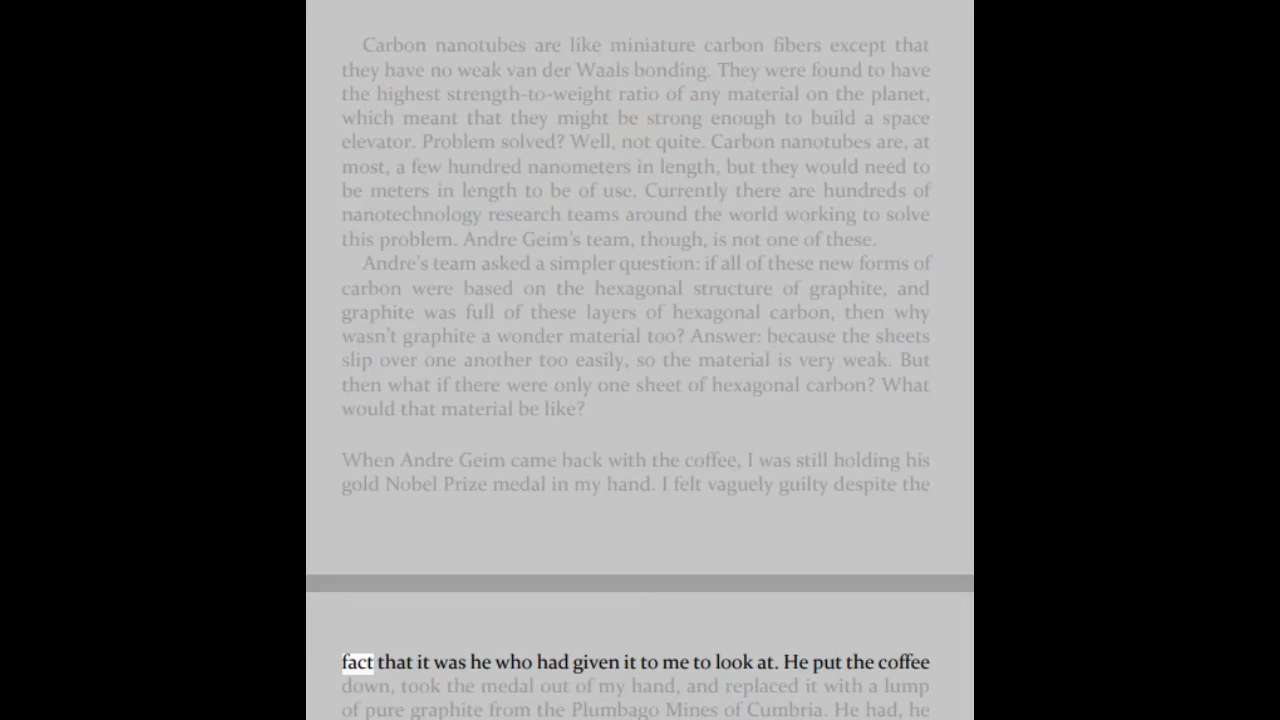 Carbon nanotubes are like miniature carbon fibers except that
they have no weak van der Waals bonding. They were found to have
the highest strength-to-weight ratio of any material on the planet,
which meant that they might be strong enough to build a space
elevator. Problem solved? Well, not quite. Carbon nanotubes are, at
most, a few hundred nanometers in length, but they would need to
be meters in length to be of use. Currently there are hundreds of
nanotechnology research teams around the world working to solve
this problem. Andre Geim's team, though, is not one of these.
Andre's team asked a simpler question: if all of these new forms of
carbon were based on the hexagonal structure of graphite, and
graphite was full of these layers of hexagonal carbon, then why
wasn't graphite a wonder material too? Answer: because the sheets
slip over one another too easily, so the material is very weak. But
then what if there were only one sheet of hexagonal carbon? What
would that material be like?
When Andre Geim came back with the coffee, I was still holding his
gold Nobel Prize medal in my hand. I felt vaguely guilty despite the
fact that it was he who had given it to me to look at. He put the coffee
down, took the medal out of my hand, and replaced it with a lump
of pure graphite from the Plumbago Mines of Cumbria. He had, he